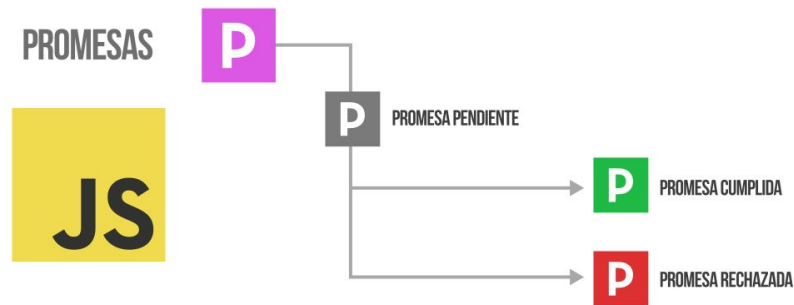 PROMESAS
P
P
PROMESA PENDIENTE
P
PROMESA CUMPLIDA
JS
P
PROMESA RECHAZADA